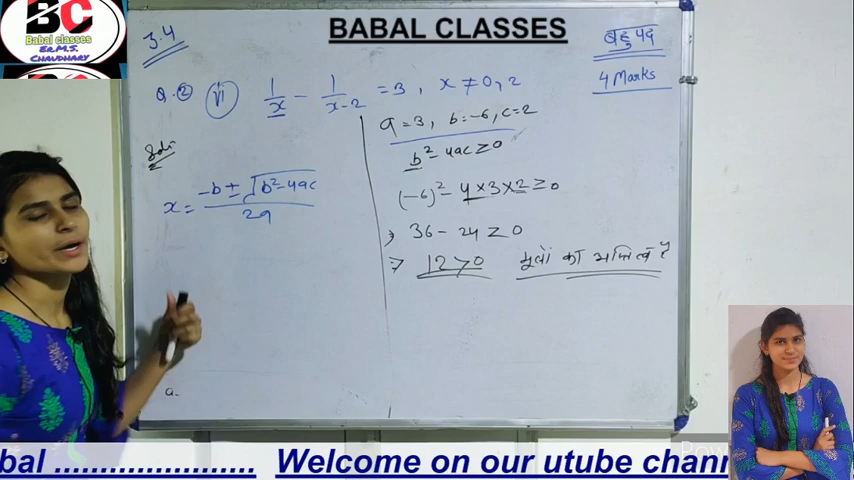 BC
Babal classes
Er.M.S.
CHAUDHARY
BABAL CLASSES
3.4
बहुपद
4 Marks
Q.② (vi) 1/x - 1/(x-2) = 3, x ≠ 0, 2
Sol:-
x = (-b ± √(b²-4ac))/2a
a = 3, b = -6, c = 2
b² - 4ac ≥ 0
(-6)² - 4×3×2 ≥ 0
36 - 24 ≥ 0
⇒ 12 > 0 मूलों का अस्तित्व है
a.
bal ...................... Welcome on our utube chann